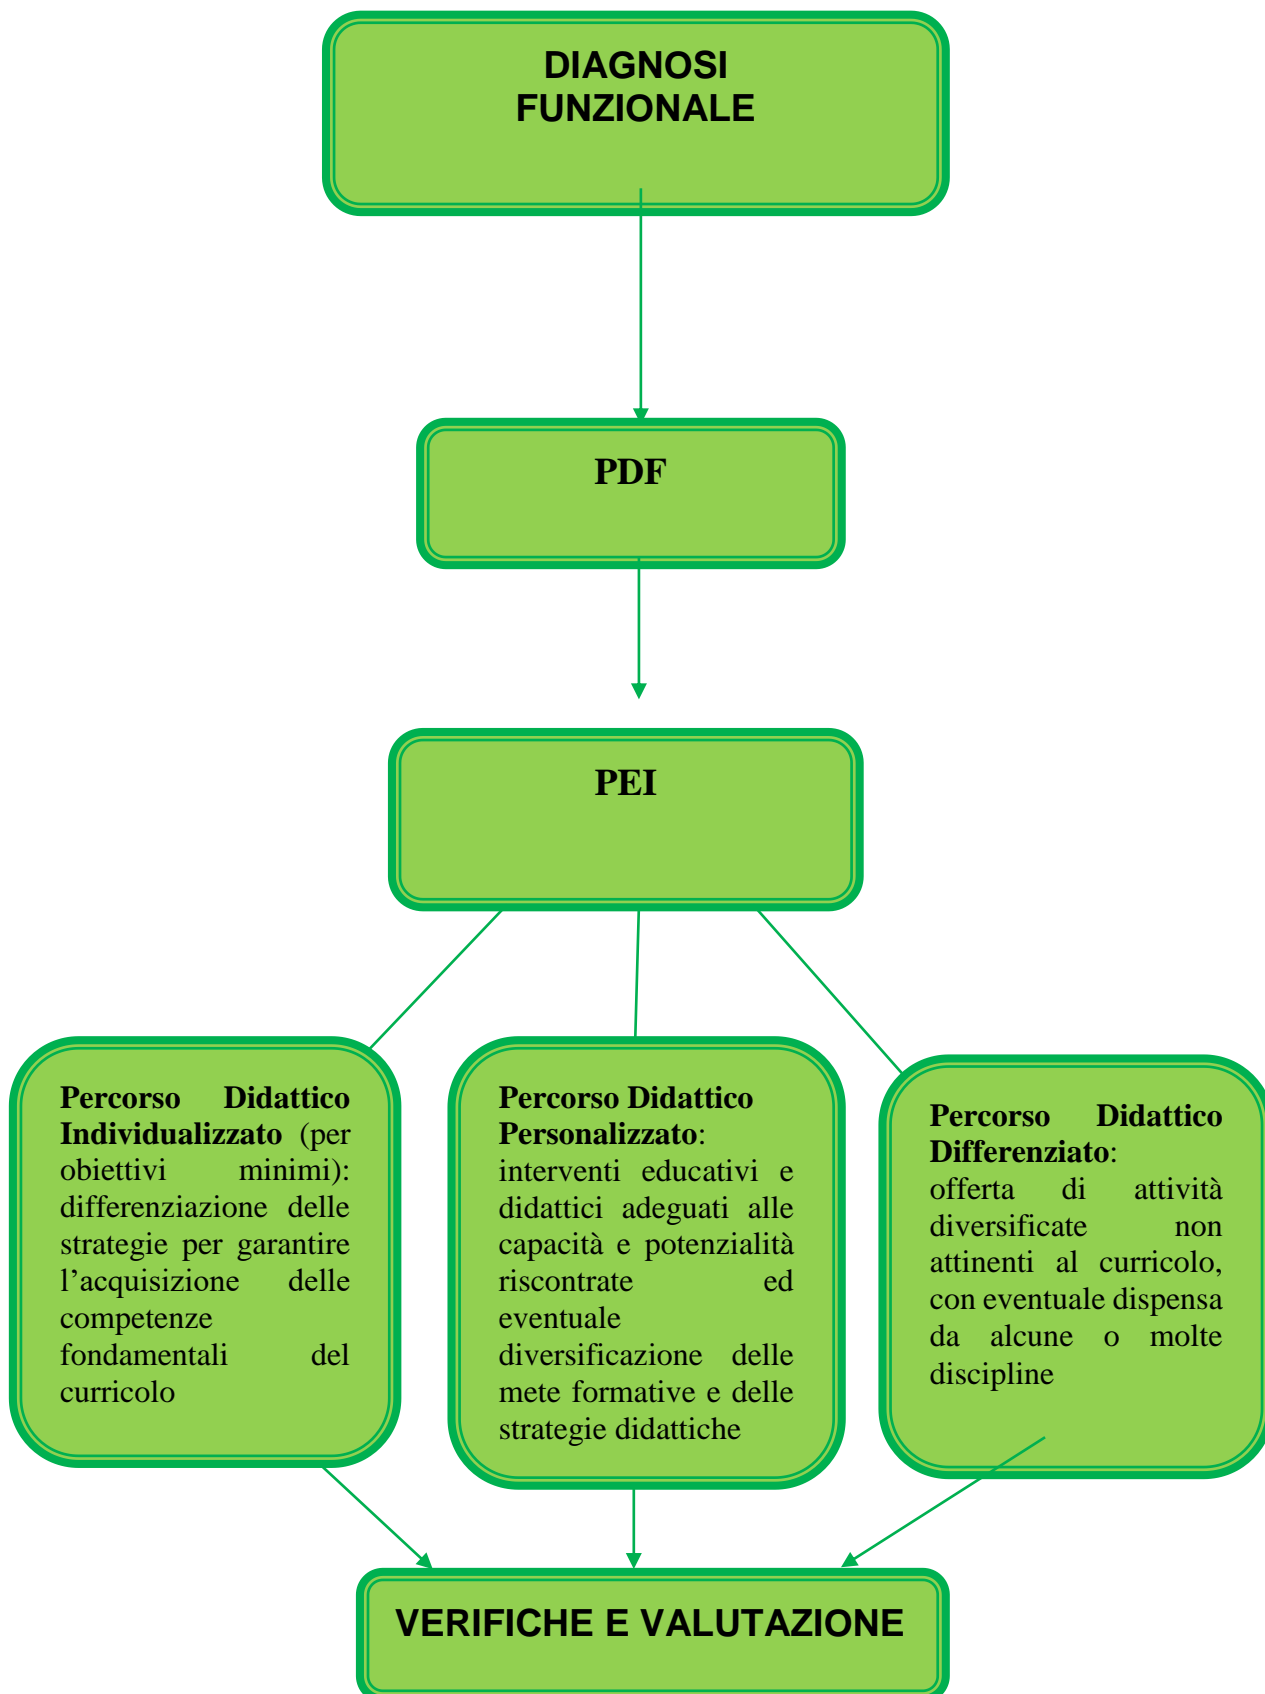 DIAGNOSI
FUNZIONALE
PDF
PEI
Percorso Didattico
Individualizzato (per
obiettivi minimi):
differenziazione delle
strategie per garantire
l’acquisizione delle
competenze
fondamentali del
curricolo
Percorso Didattico
Personalizzato:
interventi educativi e
didattici adeguati alle
capacità e potenzialità
riscontrate ed
eventuale
diversificazione delle
mete formative e delle
strategie didattiche
Percorso Didattico
Differenziato:
offerta di attività
diversificate non
attinenti al curricolo,
con eventuale dispensa
da alcune o molte
discipline
VERIFICHE E VALUTAZIONE